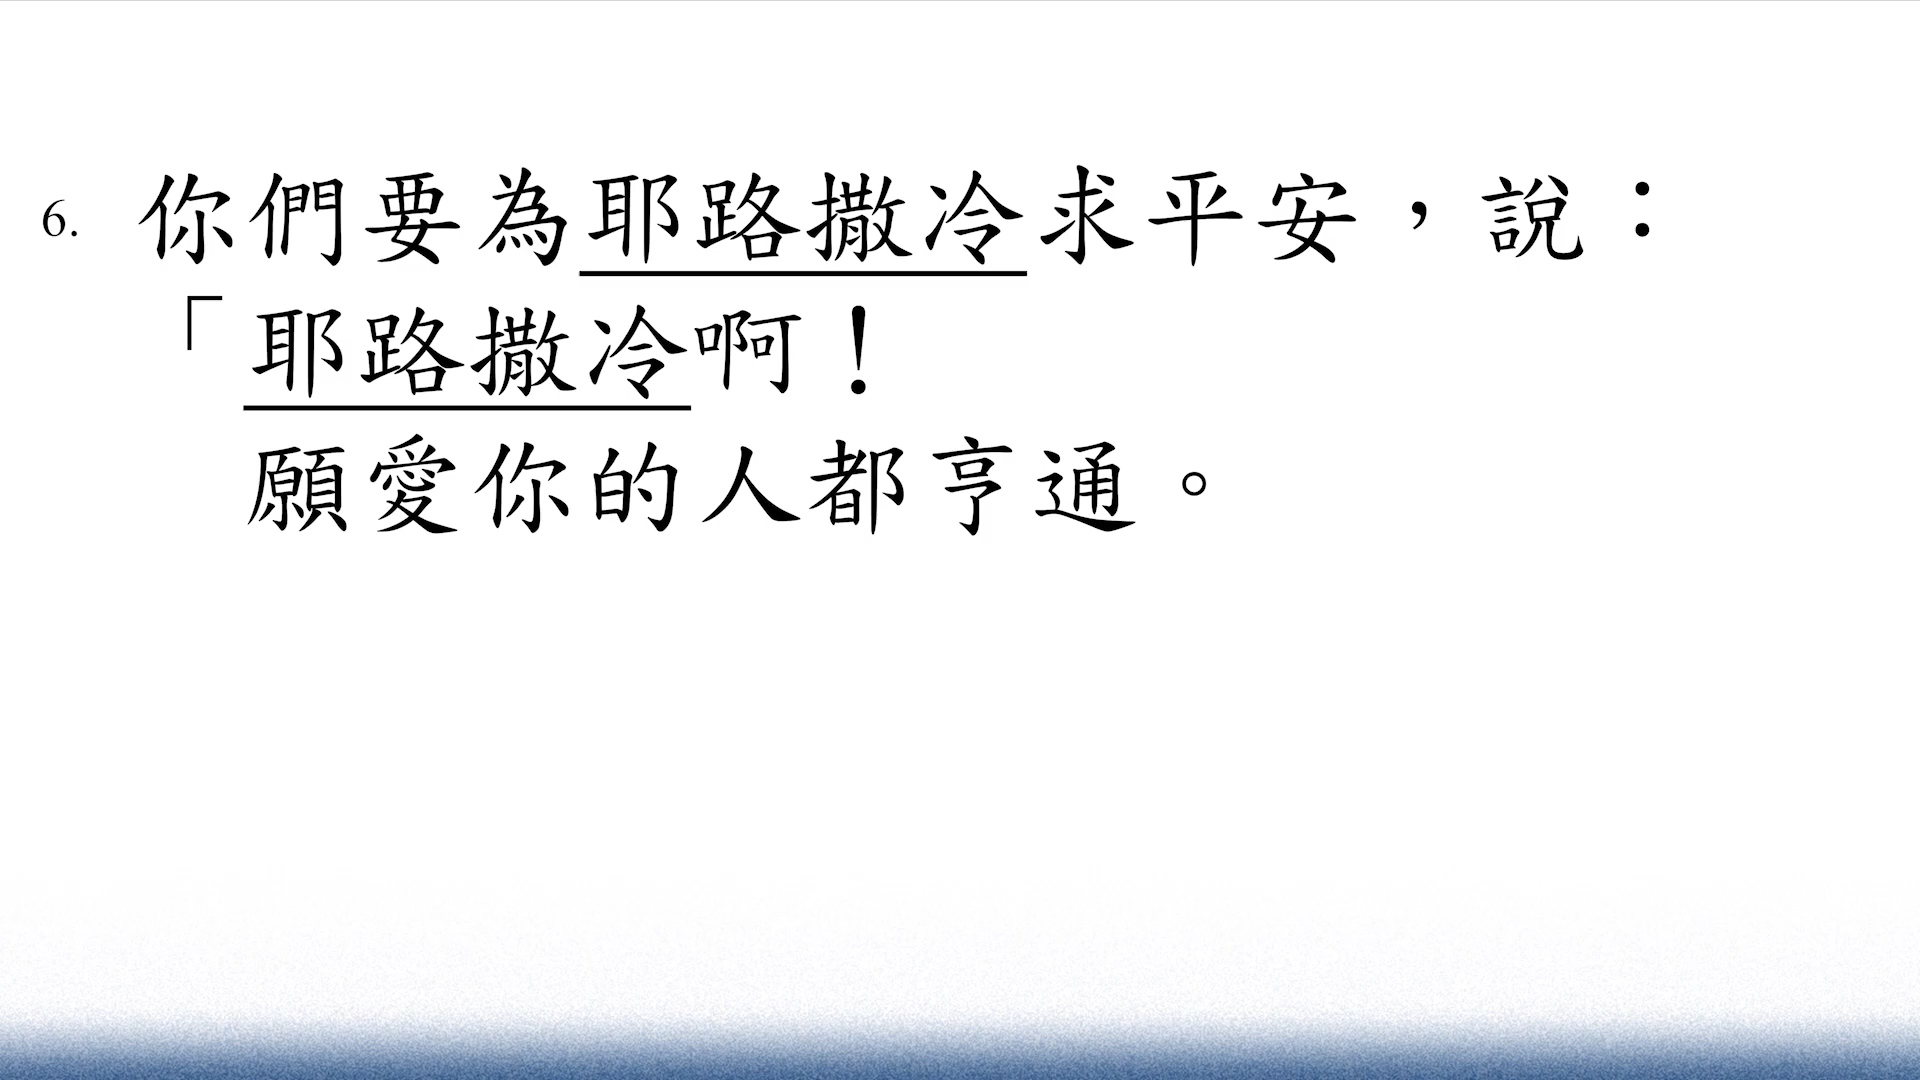 6. 你們要為耶路撒冷求平安，說：
「耶路撒冷啊！
願愛你的人都亨通。